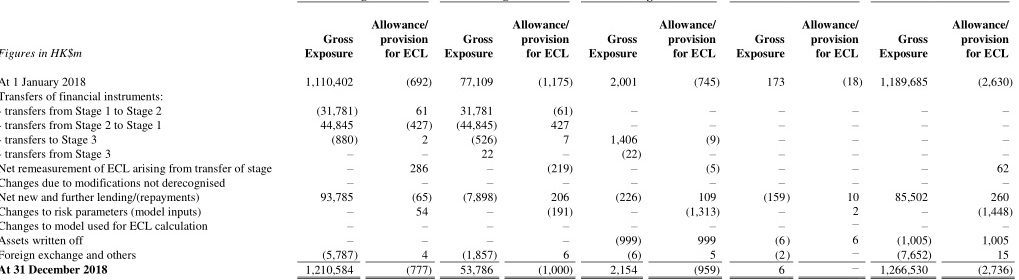 Allowance/ Allowance/ Allowance/ Allowance/ Allowance/
Gross provision Gross provision Gross provision Gross provision Gross provision
Figures in HK$m Exposure for ECL Exposure for ECL Exposure for ECL Exposure for ECL Exposure for ECL
At 1 January 2018 1,110,402 (692) 77,109 (1,175) 2,001 (745) 173 (18) 1,189,685 (2,630)
Transfers of financial instruments:
- transfers from Stage 1 to Stage 2 (31,781) 61 31,781 (61) – – – – – –
- transfers from Stage 2 to Stage 1 44,845 (427) (44,845) 427 – – – – – –
- transfers to Stage 3 (880) 2 (526) 7 1,406 (9) – – – –
- transfers from Stage 3 – – 22 – (22) – – – – –
Net remeasurement of ECL arising from transfer of stage – 286 – (219) – (5) – – – 62
Changes due to modifications not derecognised – – – – – – – – – –
Net new and further lending/(repayments) 93,785 (65) (7,898) 206 (226) 109 (159) 10 85,502 260
Changes to risk parameters (model inputs) – 54 – (191) – (1,313) – 2 – (1,448)
Changes to model used for ECL calculation – – – – – – – – – –
Assets written off – – – – (999) 999 (6) 6 (1,005) 1,005
Foreign exchange and others (5,787) 4 (1,857) 6 (6) 5 (2) – (7,652) 15
At 31 December 2018 1,210,584 (777) 53,786 (1,000) 2,154 (959) 6 – 1,266,530 (2,736)